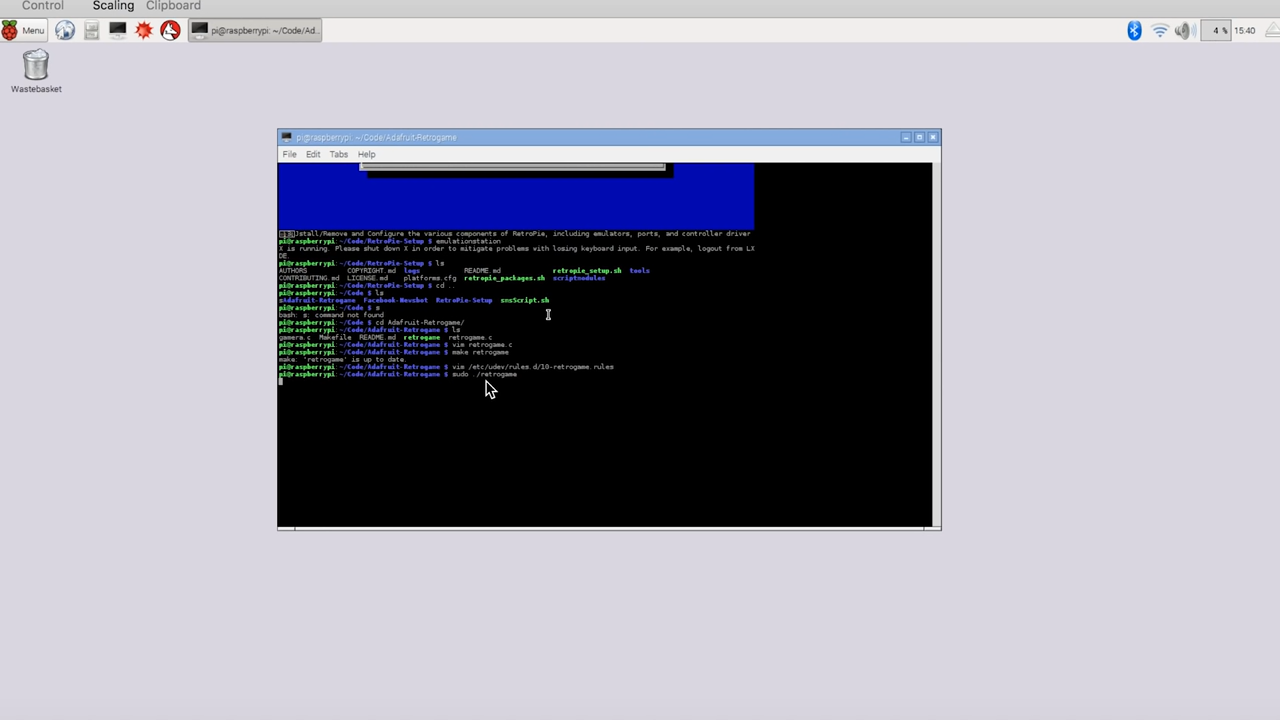 Control Scaling Clipboard
Menu pi@raspberrypi: ~/Code/Ad... 4 % 15:40
Wastebasket
pi@raspberrypi: ~/Code/Adafruit-Retrogame
File Edit Tabs Help
stall/Remove and Configure the various components of RetroPie, including emulators, ports, and controller driver
pi@raspberrypi:~/Code/RetroPie-Setup $ emulationstation
X is running. Please shut down X in order to mitigate problems with losing keyboard input. For example, logout from LX
DE.
pi@raspberrypi:~/Code/RetroPie-Setup $ ls
AUTHORS COPYRIGHT.md logs README.md retropie_setup.sh tools
CONTRIBUTING.md LICENSE.md platforms.cfg retropie_packages.sh scriptmodules
pi@raspberrypi:~/Code/RetroPie-Setup $ cd ..
pi@raspberrypi:~/Code $ ls
sAdafruit-Retrogame Facebook-Newsbot RetroPie-Setup smsScript.sh
pi@raspberrypi:~/Code $ s
bash: s: command not found
pi@raspberrypi:~/Code $ cd Adafruit-Retrogame/
pi@raspberrypi:~/Code/Adafruit-Retrogame $ ls
gamera.c Makefile README.md retrogame retrogame.c
pi@raspberrypi:~/Code/Adafruit-Retrogame $ vim retrogame.c
pi@raspberrypi:~/Code/Adafruit-Retrogame $ make retrogame
make: 'retrogame' is up to date.
pi@raspberrypi:~/Code/Adafruit-Retrogame $ vim /etc/udev/rules.d/10-retrogame.rules
pi@raspberrypi:~/Code/Adafruit-Retrogame $ sudo ./retrogame